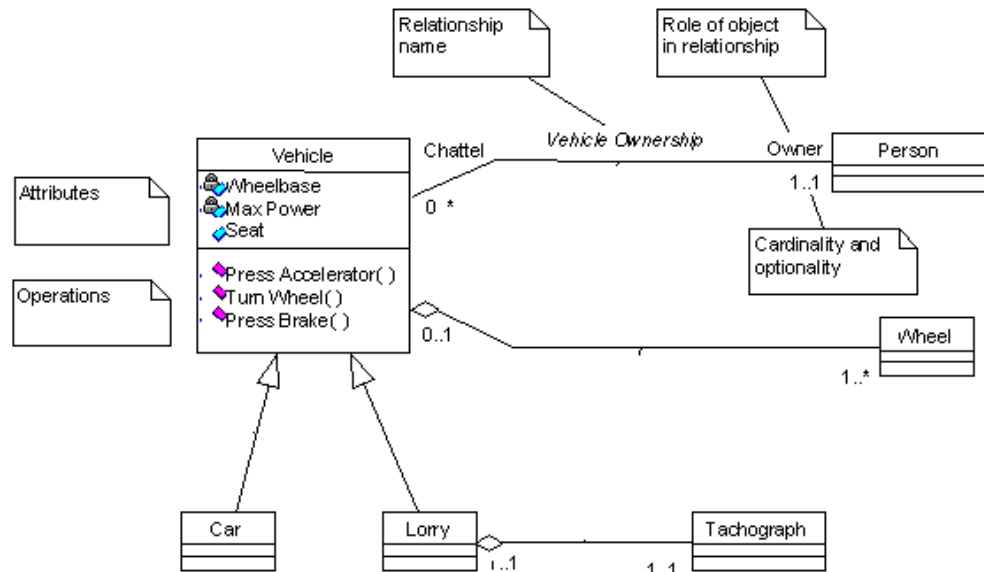 Relationship
name
Role of object
in relationship
Vehicle Ownership
Chattel
Owner
Person
1..1
0 *
Vehicle
Wheelbase
Max Power
Seat
Press Accelerator( )
Turn Wheel( )
Press Brake( )
Attributes
Operations
Cardinality and
optionality
0..1
Wheel
1..*
Car
Lorry
Tachograph
1..1